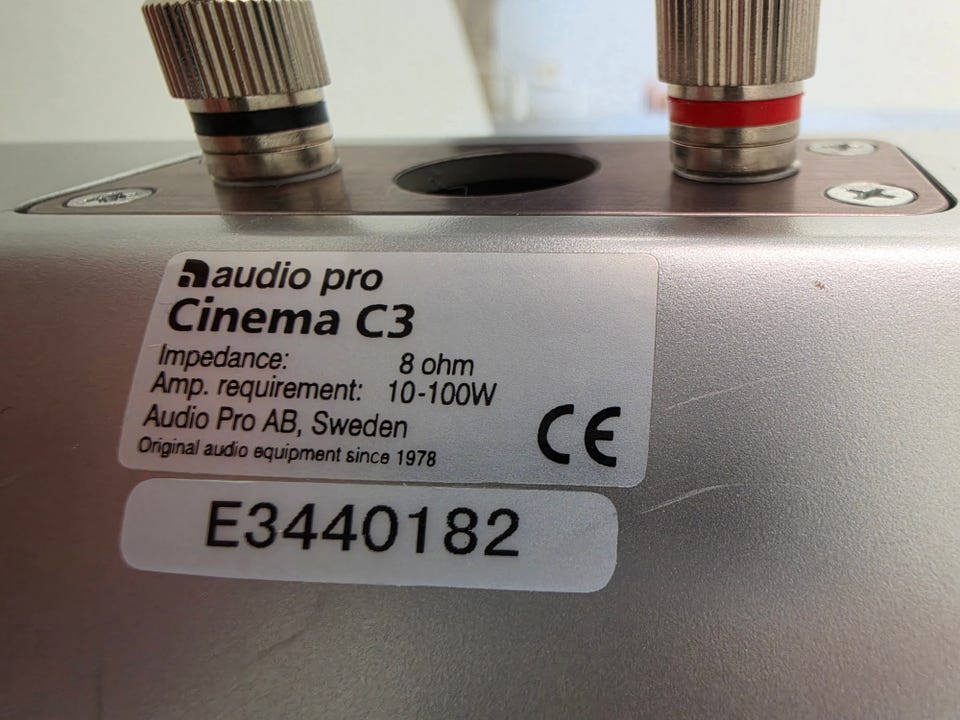 audio pro
Cinema C3
Impedance: 8 ohm
Amp. requirement: 10-100W
Audio Pro AB, Sweden
Original audio equipment since 1978
CE
E3440182